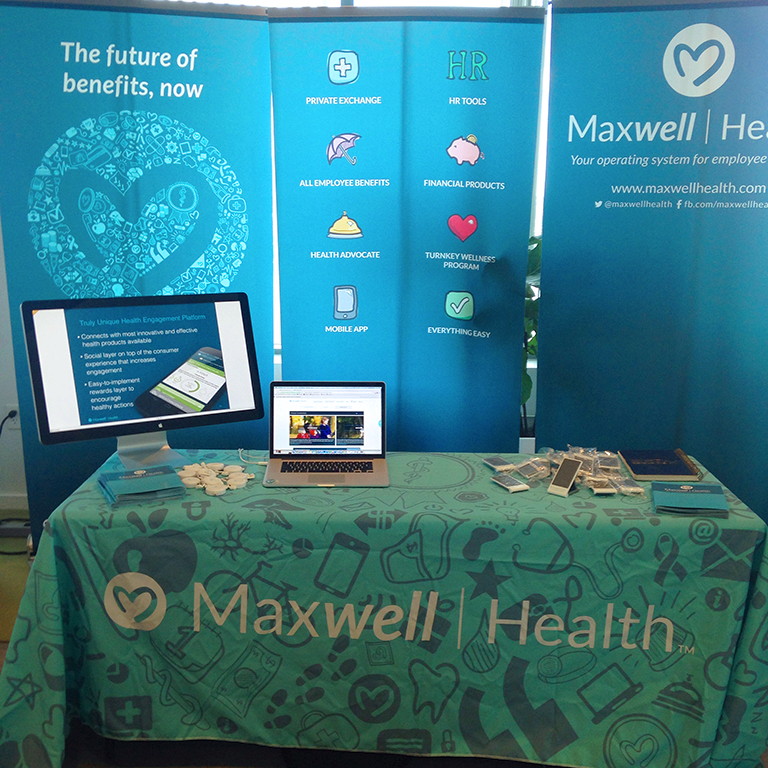 The future of
benefits, now
PRIVATE EXCHANGE
HR
HR TOOLS
ALL EMPLOYEE BENEFITS
FINANCIAL PRODUCTS
HEALTH ADVOCATE
TURNKEY WELLNESS
PROGRAM
MOBILE APP
EVERYTHING EASY
Maxwell | Hea
Your operating system for employee
www.maxwellhealth.com
@maxwellhealth fb.com/maxwellhea
Truly Unique Health Engagement Platform
• Connects with most innovative and effective
health products available
• Social layer on top of the consumer
experience that increases
engagement
• Easy-to-implement
rewards layer to
encourage
healthy actions
Maxwell | Health™